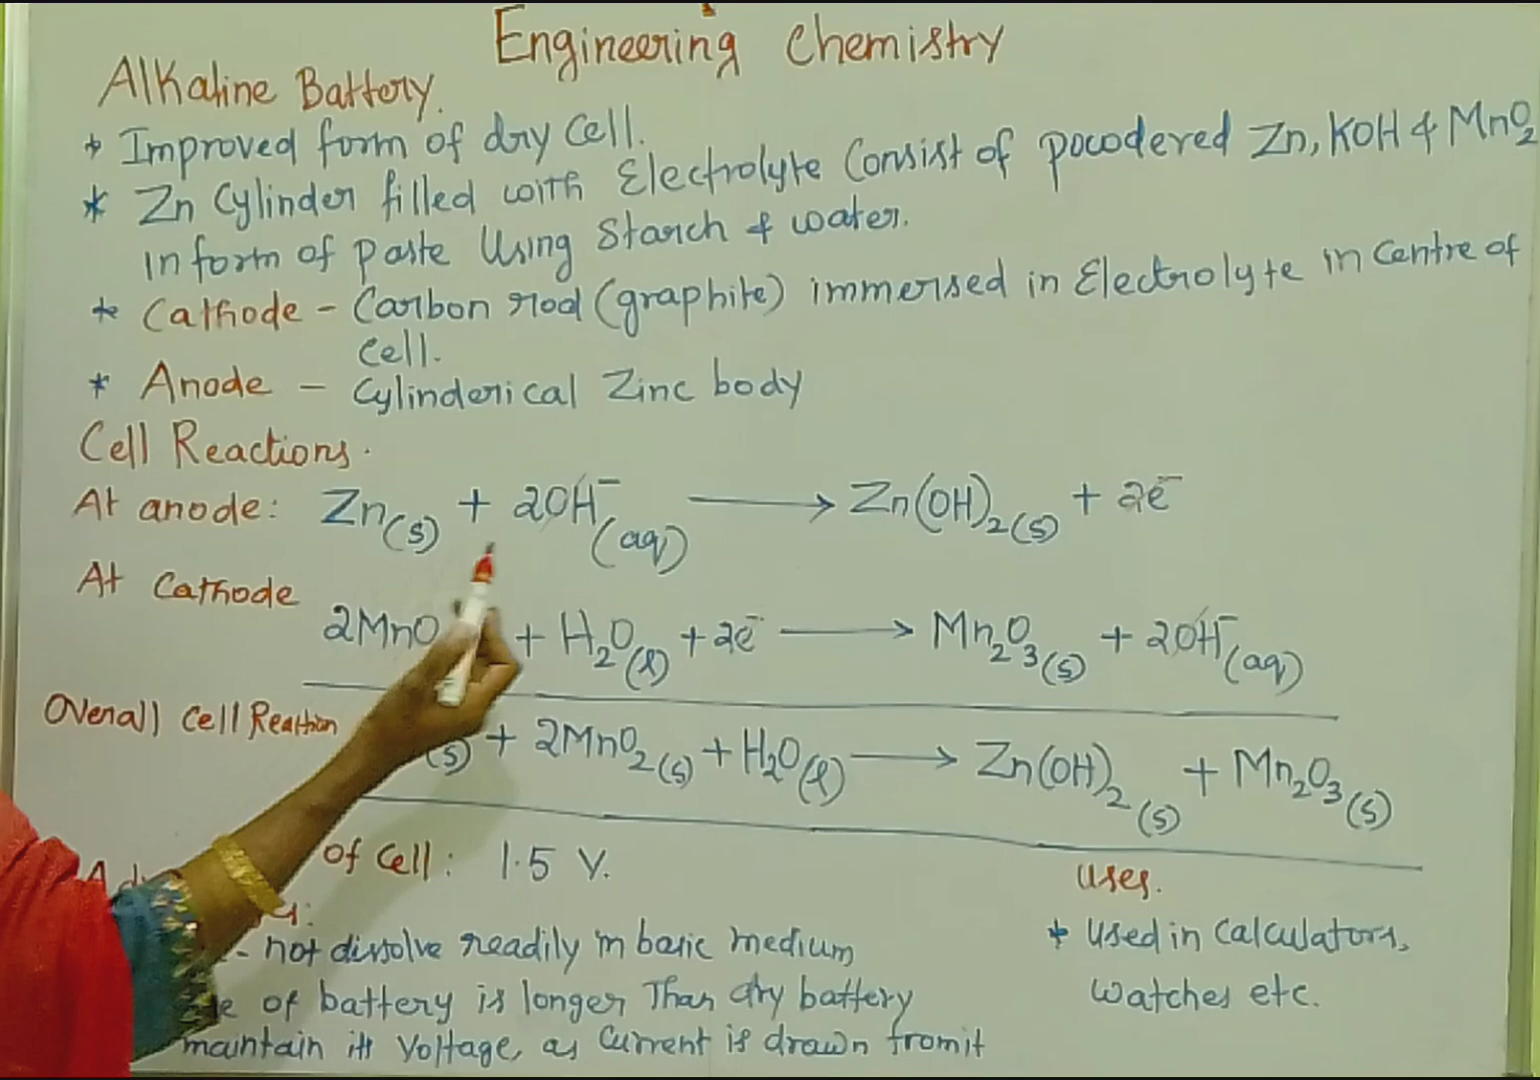 Engineering Chemistry
Alkaline Battery.
* Improved form of dry cell.
* Zn Cylinder filled with Electrolyte Consist of powdered Zn, KOH & MnO₂
in form of paste Using Starch & water.
* Cathode - Carbon rod (graphite) immersed in Electrolyte in Centre of
cell.
* Anode - Cylinderical Zinc body
Cell Reactions.
At anode: Zn(s) + 2OH⁻(aq) ⟶ Zn(OH)₂(s) + 2e⁻
At Cathode
2MnO + H₂O(l) + 2e⁻ ⟶ Mn₂O₃(s) + 2OH⁻(aq)
Overall Cell Reaction
(s) + 2MnO₂(s) + H₂O(l) ⟶ Zn(OH)₂(s) + Mn₂O₃(s)
of Cell: 1.5 V.
Uses.
- not dissolve readily in basic medium
of battery is longer Than dry battery
maintain its Voltage, as Current is drawn from it
* Used in Calculators,
Watches etc.